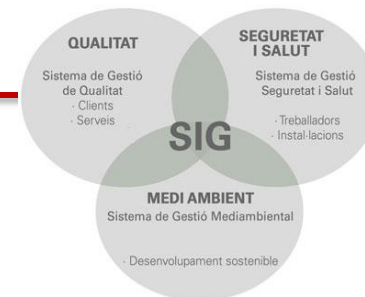 QUALITAT
Sistema de Gestió
de Qualitat
· Clients
· Serveis
SEGURETAT
I SALUT
Sistema de Gestió
Seguretat i Salut
· Treballadors
· Instal·lacions
SIG
MEDI AMBIENT
Sistema de Gestió Mediambiental
· Desenvolupament sostenible